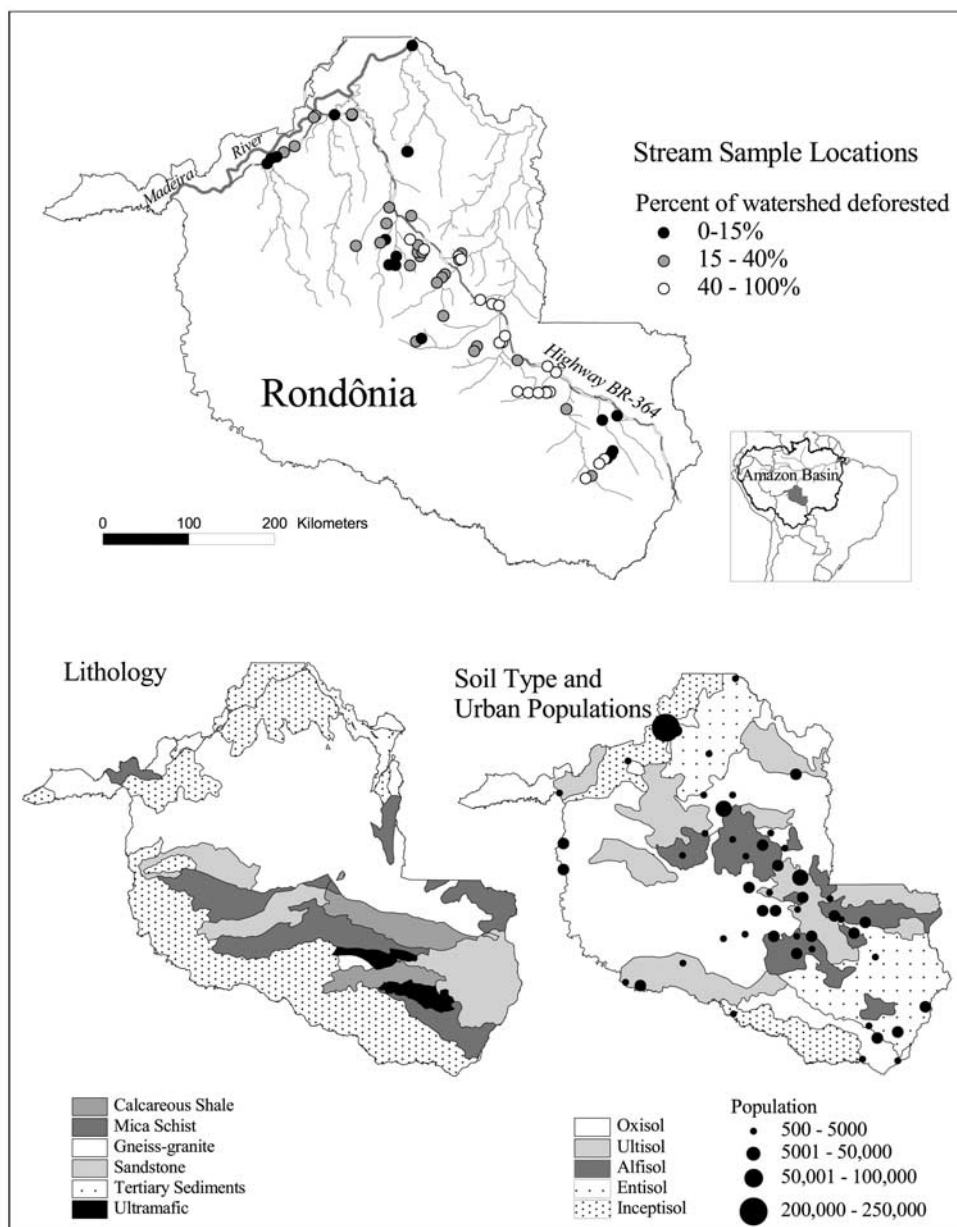 Madeira
River
Stream Sample Locations
Percent of watershed deforested
0-15%
15 - 40%
40 - 100%
Highway BR-364
Rondônia
Amazon Basin
0 100 200 Kilometers
Lithology
Soil Type and
Urban Populations
Calcareous Shale
Mica Schist
Gneiss-granite
Sandstone
Tertiary Sediments
Ultramafic
Oxisol
Ultisol
Alfisol
Entisol
Inceptisol
Population
500 - 5000
5001 - 50,000
50,001 - 100,000
200,000 - 250,000